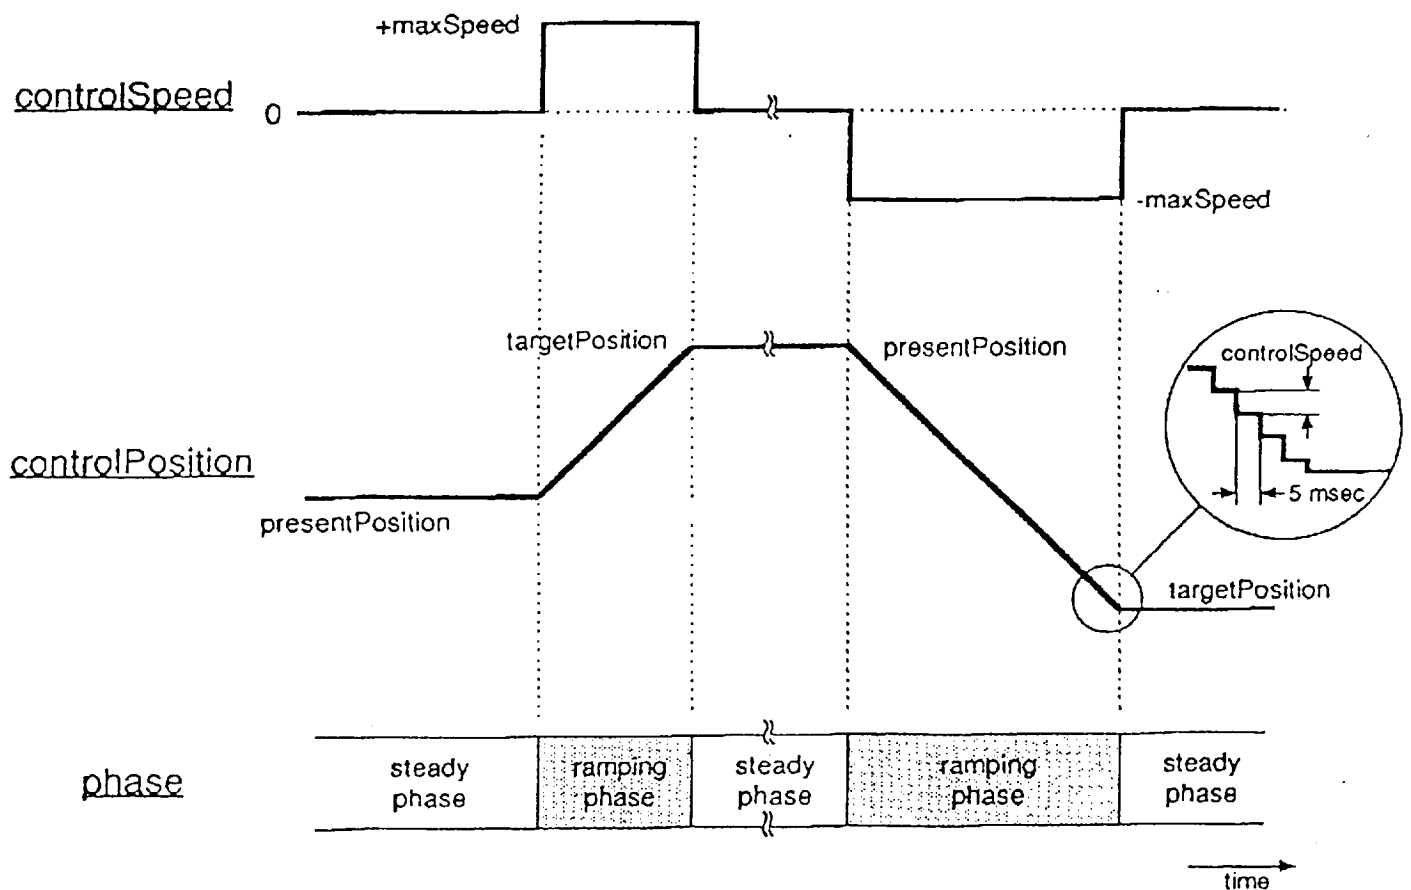 +maxSpeed
controlSpeed
0
-maxSpeed
targetPosition
presentPosition
controlSpeed
controlPosition
5 msec
presentPosition
targetPosition
phase
steady
phase
ramping
phase
steady
phase
ramping
phase
steady
phase
time